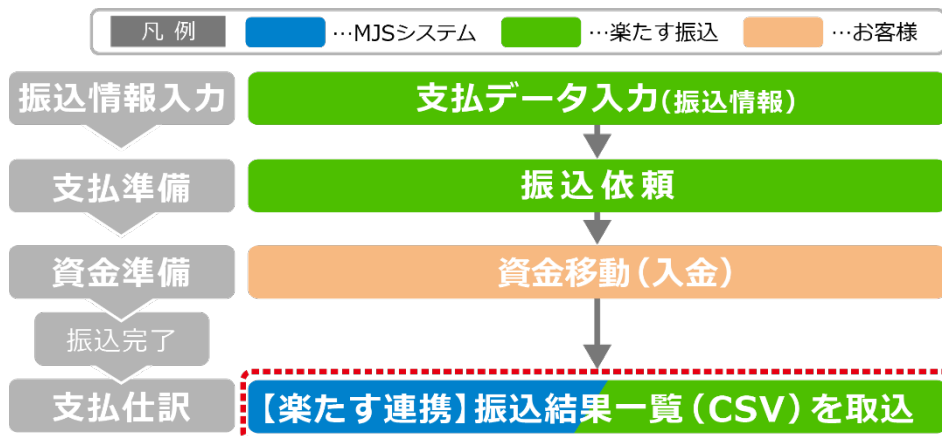 凡 例 …MJSシステム …楽たす振込 …お客様
振込情報入力 支払データ入力(振込情報)
支払準備 振込依頼
資金準備 資金移動(入金)
振込完了
支払仕訳 【楽たす連携】振込結果一覧(CSV)を取込